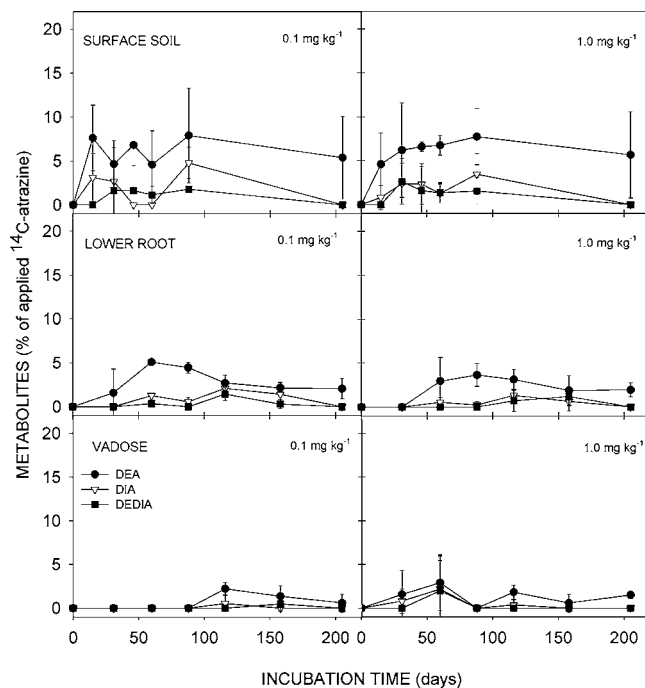 METABOLITES (% of applied ¹⁴C-atrazine)
SURFACE SOIL
0.1 mg kg⁻¹
1.0 mg kg⁻¹
20
15
10
5
0
LOWER ROOT
0.1 mg kg⁻¹
1.0 mg kg⁻¹
20
15
10
5
0
VADOSE
0.1 mg kg⁻¹
1.0 mg kg⁻¹
DEA
DIA
DEDIA
20
15
10
5
0
0 50 100 150 200 0 50 100 150 200
INCUBATION TIME (days)